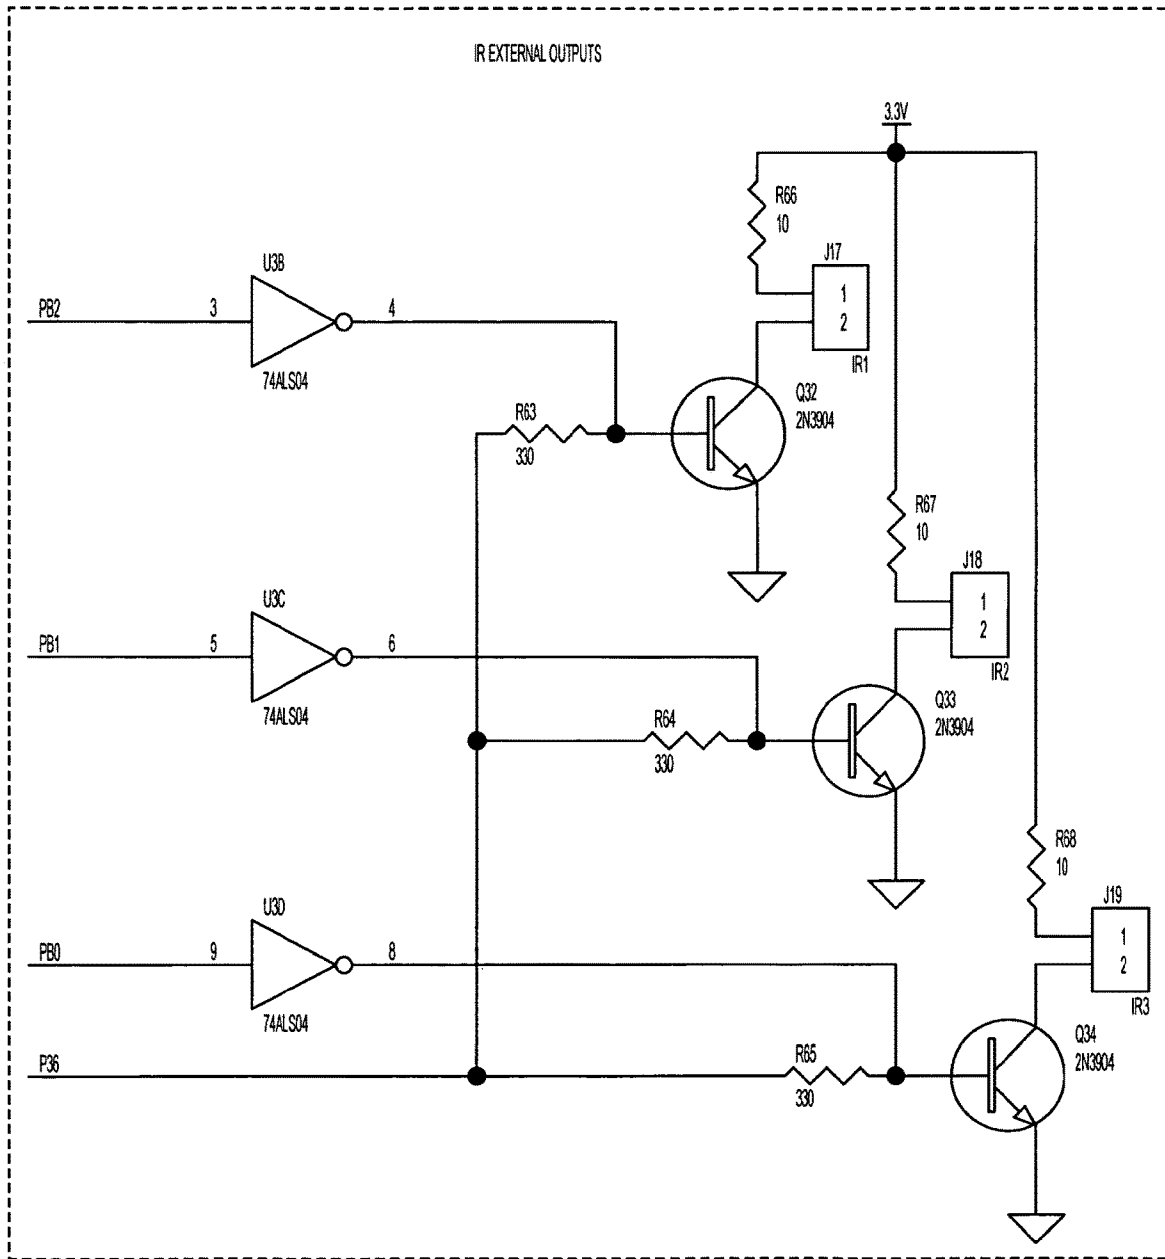 IR EXTERNAL OUTPUTS
3.3V
R66
10
J17
1
2
IR1
U3B
PB2
3
4
74ALS04
Q32
2N3904
R63
330
R67
10
J18
1
2
IR2
U3C
PB1
5
6
74ALS04
Q33
2N3904
R64
330
R68
10
J19
1
2
IR3
U3D
PB0
9
8
74ALS04
Q34
2N3904
P36
R65
330